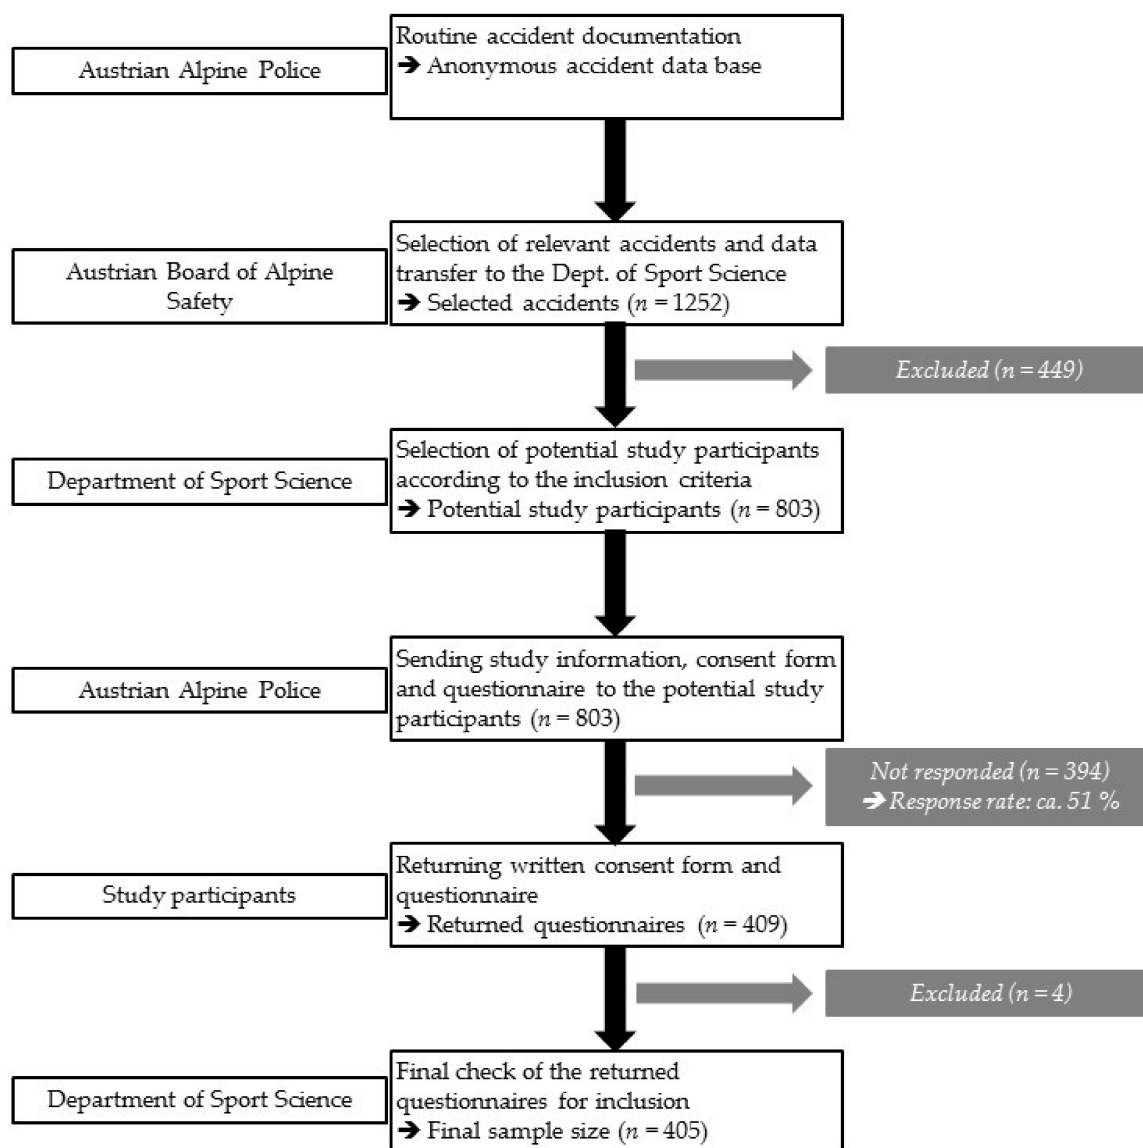 Austrian Alpine Police
Routine accident documentation
➔ Anonymous accident data base
Austrian Board of Alpine
Safety
Selection of relevant accidents and data
transfer to the Dept. of Sport Science
➔ Selected accidents (n = 1252)
Excluded (n = 449)
Department of Sport Science
Selection of potential study participants
according to the inclusion criteria
➔ Potential study participants (n = 803)
Austrian Alpine Police
Sending study information, consent form
and questionnaire to the potential study
participants (n = 803)
Not responded (n = 394)
➔ Response rate: ca. 51 %
Study participants
Returning written consent form and
questionnaire
➔ Returned questionnaires (n = 409)
Excluded (n = 4)
Department of Sport Science
Final check of the returned
questionnaires for inclusion
➔ Final sample size (n = 405)